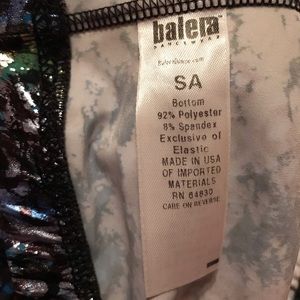 balera
DANCEWEAR
BaleraDance.com
SA
Bottom
92% Polyester
8% Spandex
Exclusive of
Elastic
MADE IN USA
OF IMPORTED
MATERIALS
RN 64830
CARE ON REVERSE